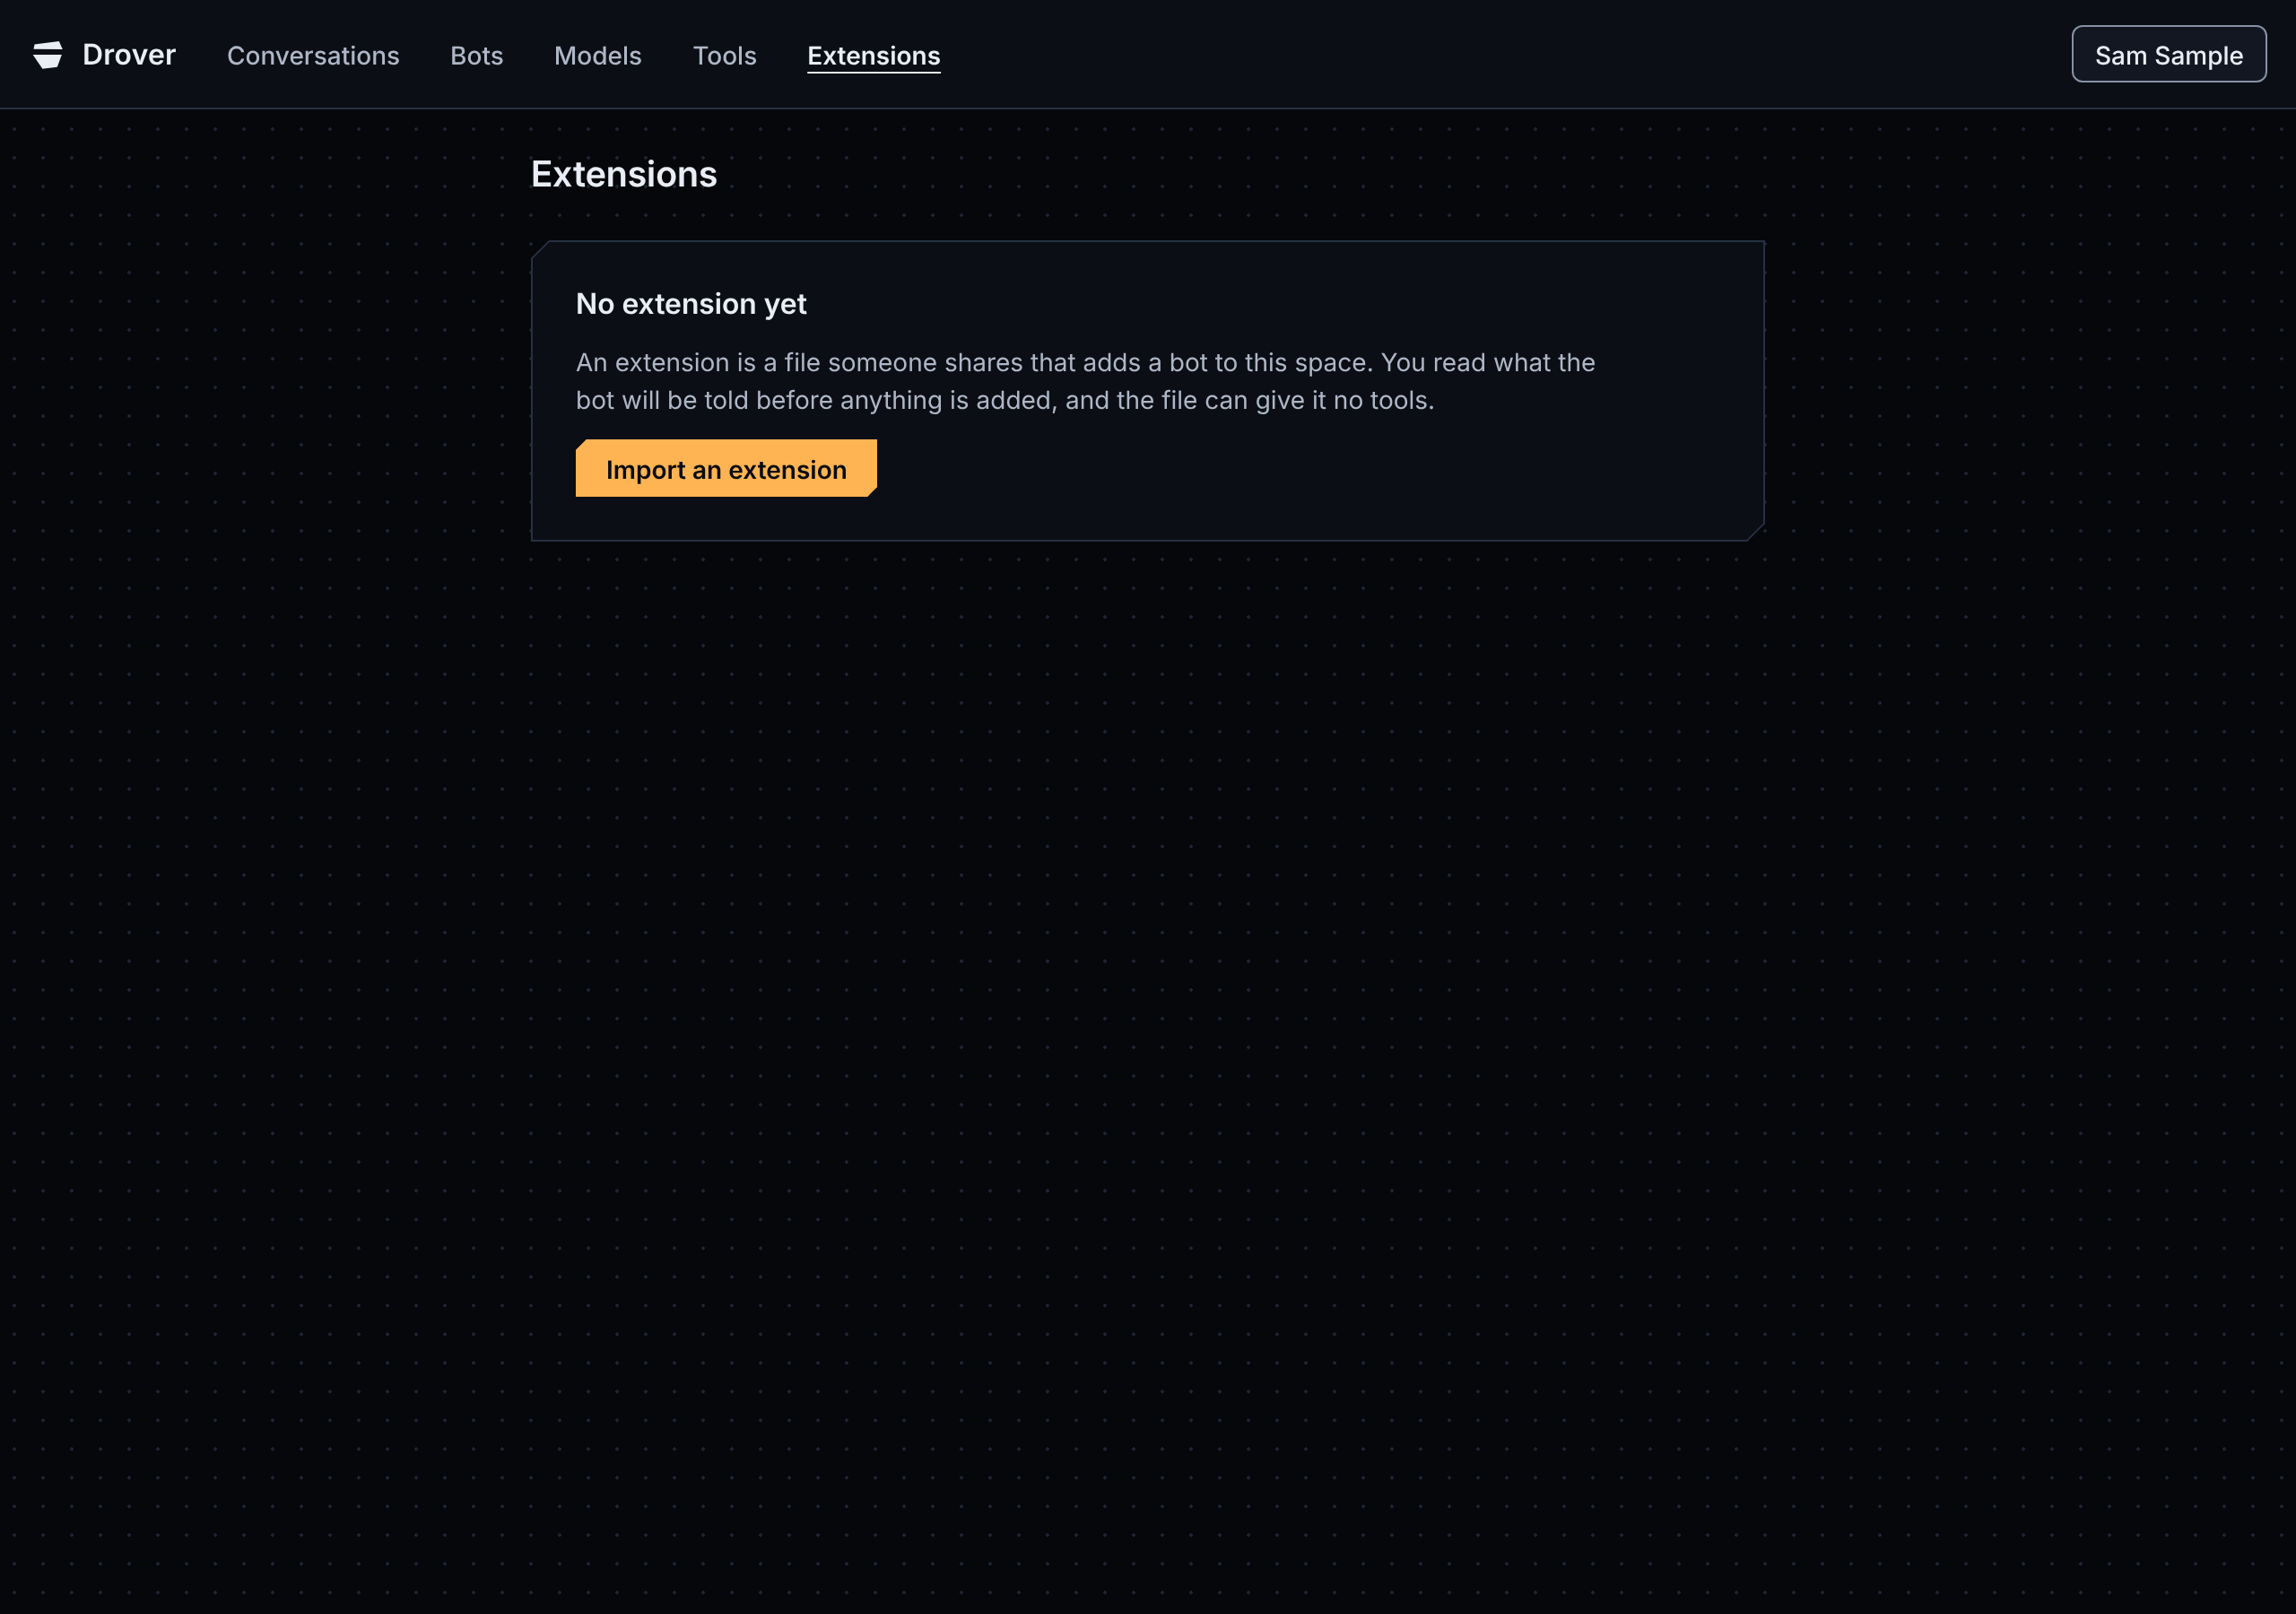 Drover
Conversations
Bots
Models
Tools
Extensions
Sam Sample
Extensions
No extension yet
An extension is a file someone shares that adds a bot to this space. You read what the
bot will be told before anything is added, and the file can give it no tools.
Import an extension